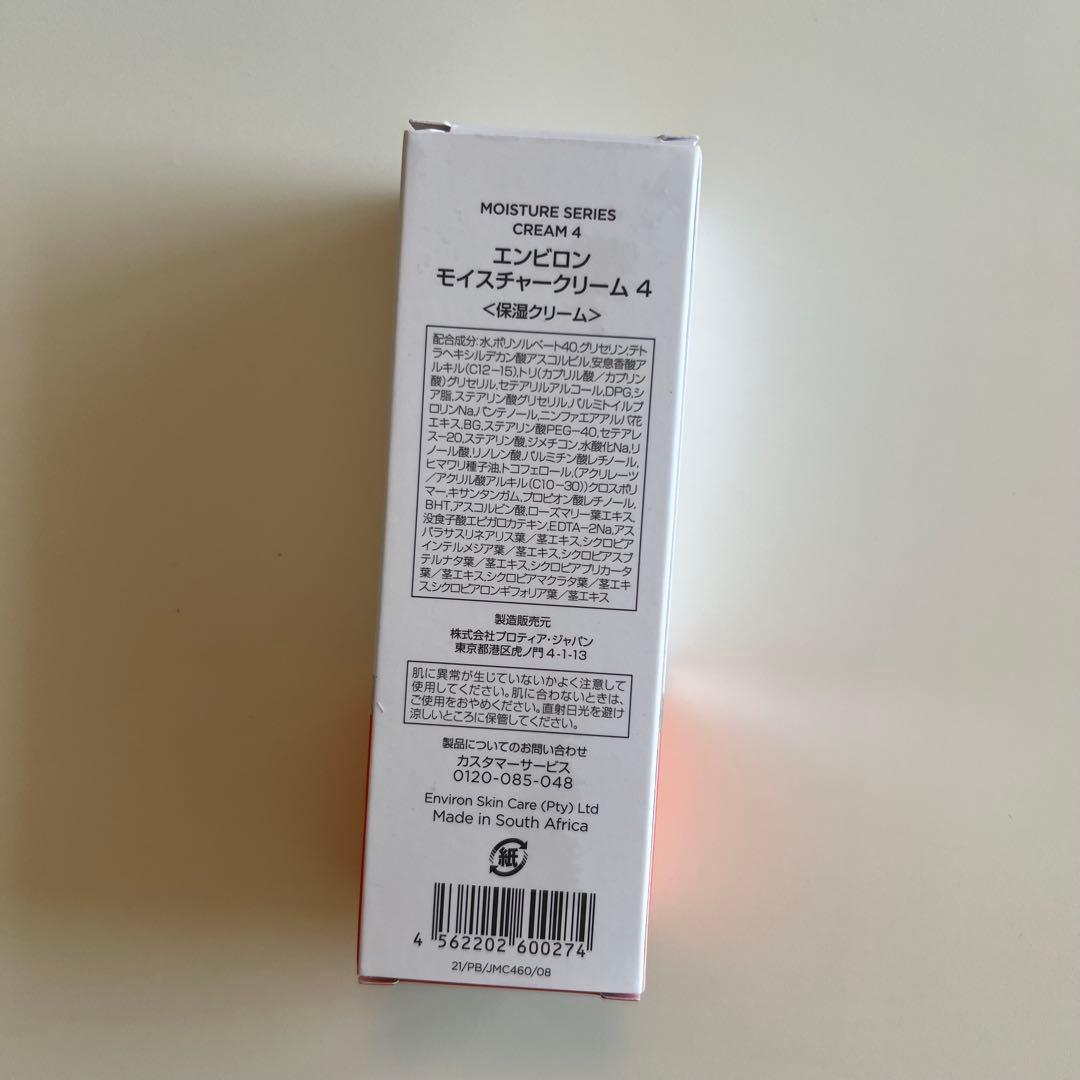 MOISTURE SERIES
CREAM 4
エンビロン
モイスチャークリーム 4
＜保湿クリーム＞
配合成分：水,ポリソルベート40,グリセリン,テト
ラヘキシルデカン酸アスコルビル,安息香酸ア
ルキル(C12−15),トリ(カプリル酸／カプリン
酸)グリセリル,セテアリルアルコール,DPG,シ
ア脂,ステアリン酸グリセリル,パルミトイルプ
ロリンNa,パンテノール,ニンファエアアルバ花
エキス,BG,ステアリン酸PEG−40,セテアレ
ス−20,ステアリン酸,ジメチコン,水酸化Na,リ
ノール酸,リノレン酸,パルミチン酸レチノール,
ヒマワリ種子油,トコフェロール,(アクリレーツ
／アクリル酸アルキル(C10−30))クロスポリ
マー,キサンタンガム,プロピオン酸レチノール,
BHT,アスコルビン酸,ローズマリー葉エキス,
没食子酸エピガロカテキン,EDTA−2Na,アス
パラサスリネアリス葉／茎エキス,シクロピア
インテルメジア葉／茎エキス,シクロピアスブ
テルナタ葉／茎エキス,シクロピアプリカータ
葉／茎エキス,シクロピアマクラタ葉／茎エキ
ス,シクロピアロンギフォリア葉／茎エキス
製造販売元
株式会社プロティア・ジャパン
東京都港区虎ノ門 4-1-13
肌に異常が生じていないかよく注意して
使用してください。肌に合わないときは、
ご使用をおやめください。直射日光を避け
涼しいところに保管してください。
製品についてのお問い合わせ
カスタマーサービス
0120-085-048
Environ Skin Care (Pty) Ltd
Made in South Africa
紙
4 562202 600274
21/PB/JMC460/08